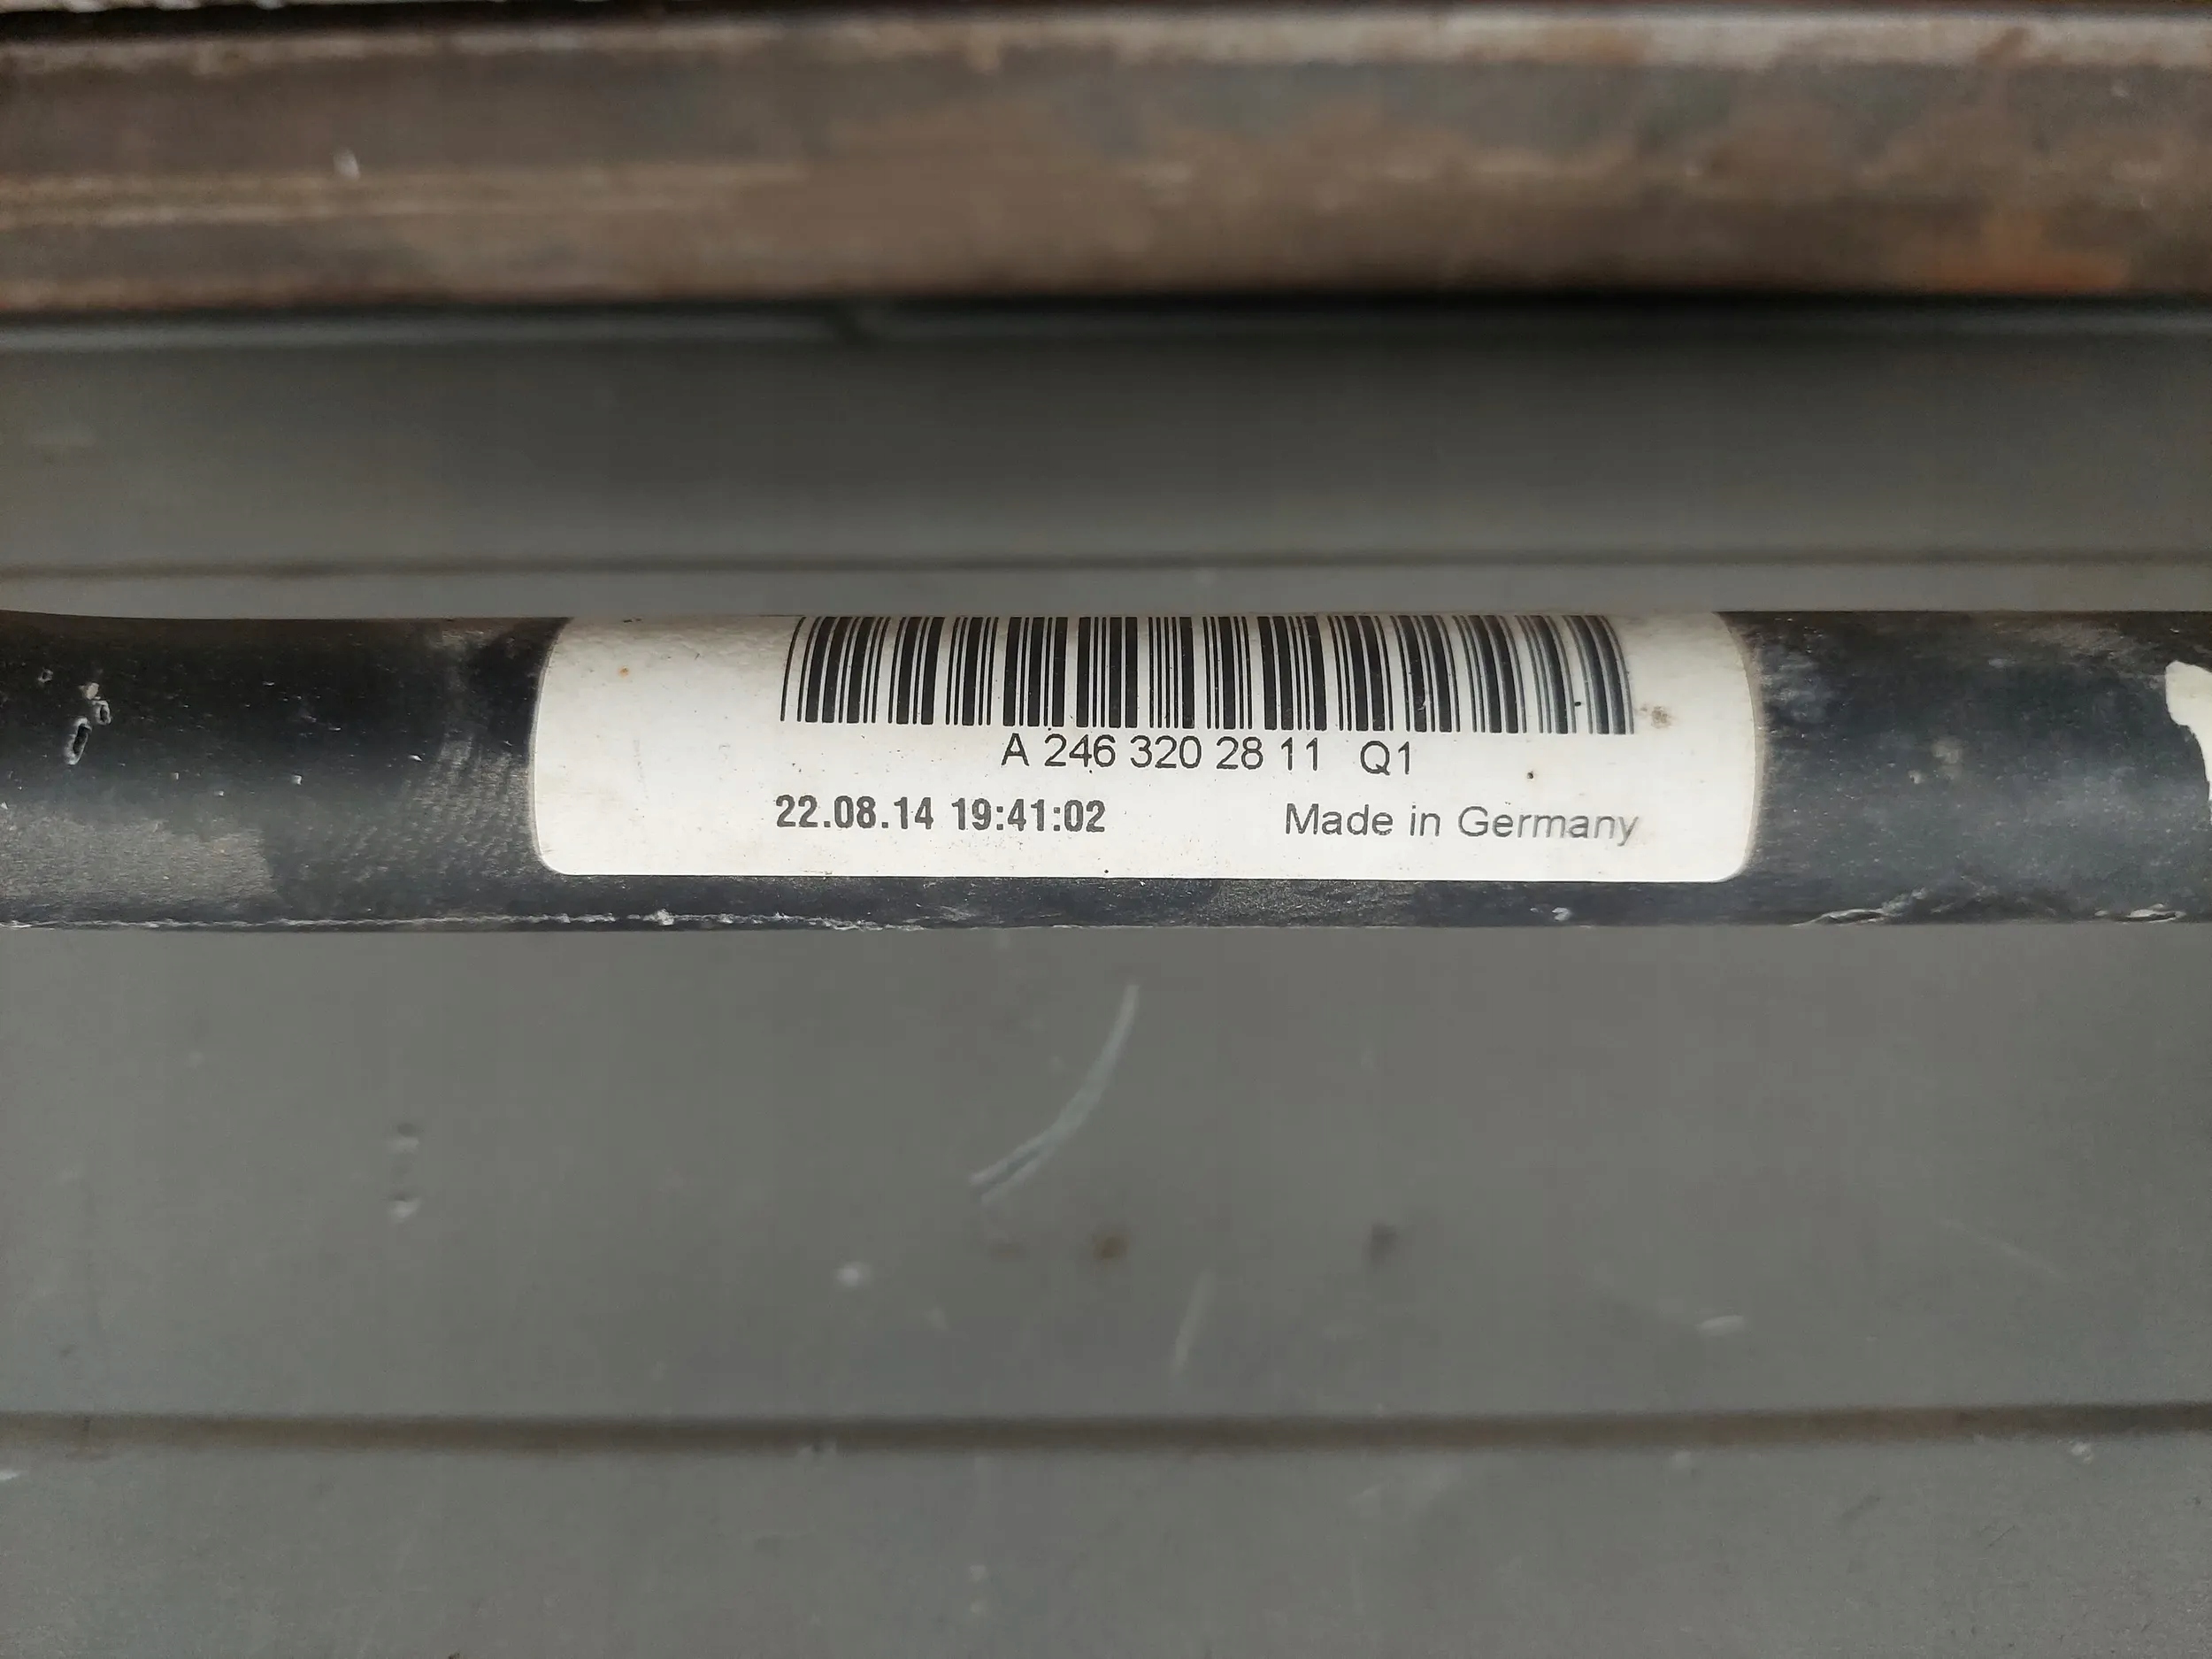 A 246 320 28 11 Q1
22.08.14 19:41:02 Made in Germany